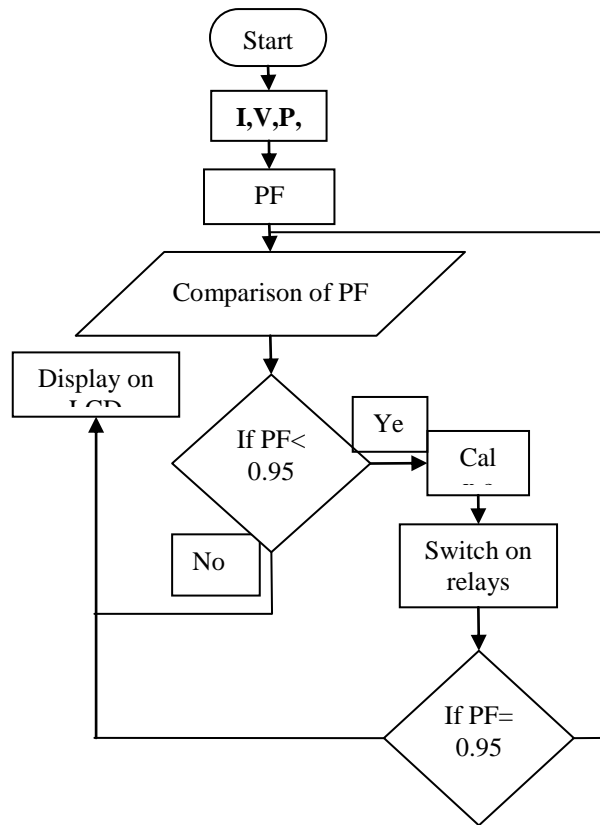 Start
I,V,P,
PF
Comparison of PF
Display on
LCD
If PF<
0.95
Ye
Cal
No
Switch on
relays
If PF=
0.95